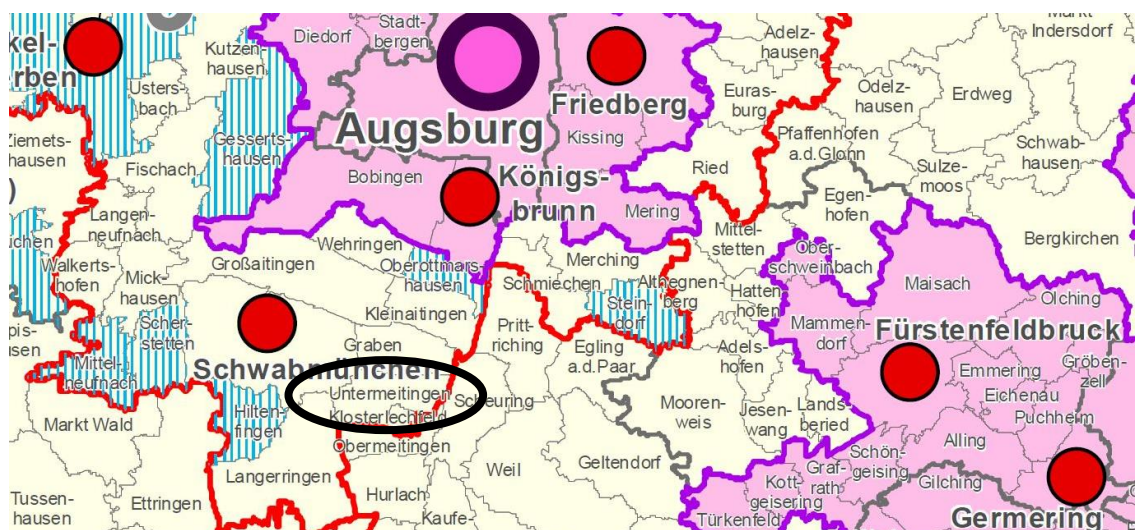 Stadt-
bergen
Diedorf
Adelz-
hausen
Markt
Indersdorf
kel-
erben
Kutzen-
hausen
Usters-
bach
Friedberg
Euras-
burg
Odelz-
hausen
Erdweg
Ziemets-
hausen
Gesserts-
hausen
Augsburg
Kissing
Pfaffenhofen
a.d.Glonn
Schwab-
hausen
Fischach
Bobingen
Königs-
brunn
Ried
Sulze-
moos
)
Langen-
neufnach
Mering
Egen-
hofen
Mittel-
stetten
Bergkirchen
uchen
Wehringen
Walkerts-
hofen
Großaitingen
Oberottmars-
hausen
Merching
Ober-
schweinbach
Mick-
hausen
Schmiechen
Althegnen-
berg
Hatten-
hofen
Maisach
Olching
Scher-
stetten
Kleinaitingen
Stein-
dorf
Mammen-
dorf
pis-
usen
Pritt-
riching
Fürstenfeldbruck
Graben
Egling
a.d.Paar
Adels-
hofen
Gröben-
zell
Mittel-
neufnach
Schwabmünchen
Emmering
Eichenau
Untermeitingen
Scheuring
Puchheim
Hilten-
fingen
Klosterlechfeld
Mooren-
weis
Jesen-
wang
Lands-
beried
Markt Wald
Obermeitingen
Alling
Schön-
geising
Langerringen
Weil
Geltendorf
Graf-
rath
Gilching
Kott-
geisering
Tussen-
hausen
Ettringen
Hurlach
Kaufe-
Türkenfeld
Germering